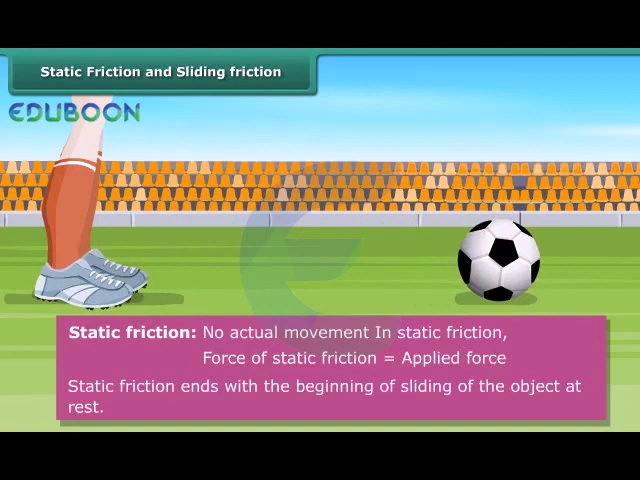 Static Friction and Sliding friction
EDUBOON
Static friction: No actual movement In static friction,
Force of static friction = Applied force
Static friction ends with the beginning of sliding of the object at
rest.